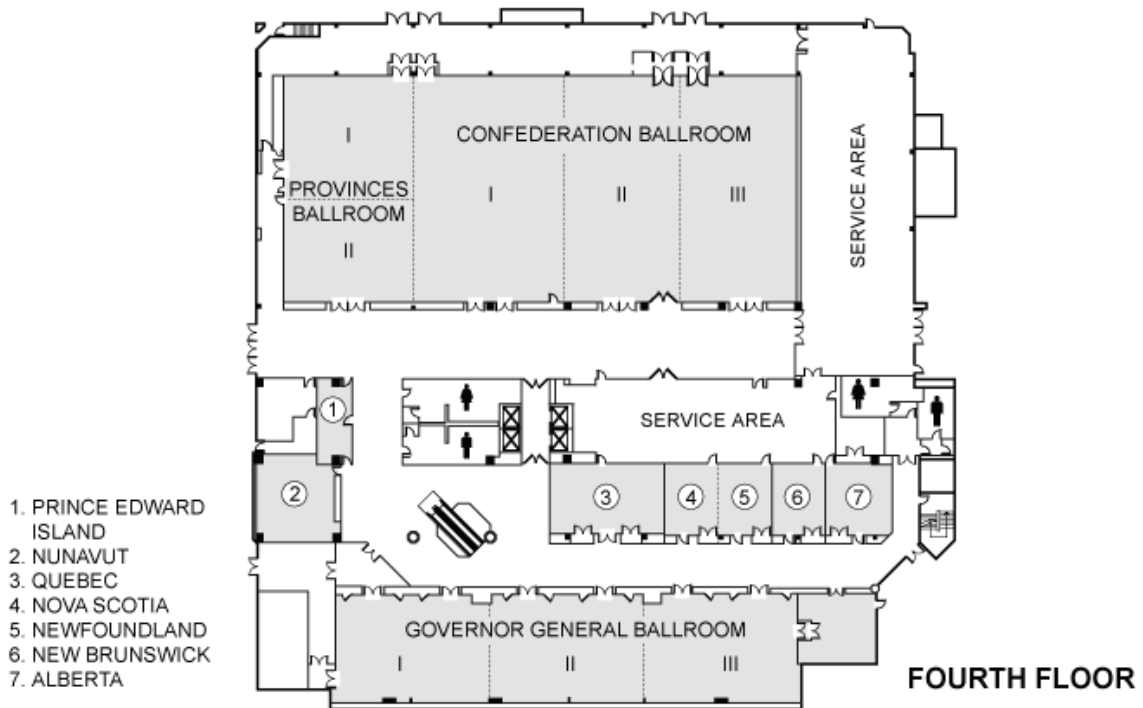 I
CONFEDERATION BALLROOM
PROVINCES
BALLROOM
I
II
III
II
SERVICE AREA
1
SERVICE AREA
2
3
4
5
6
7
1. PRINCE EDWARD
ISLAND
2. NUNAVUT
3. QUEBEC
4. NOVA SCOTIA
5. NEWFOUNDLAND
6. NEW BRUNSWICK
7. ALBERTA
GOVERNOR GENERAL BALLROOM
I
II
III
FOURTH FLOOR